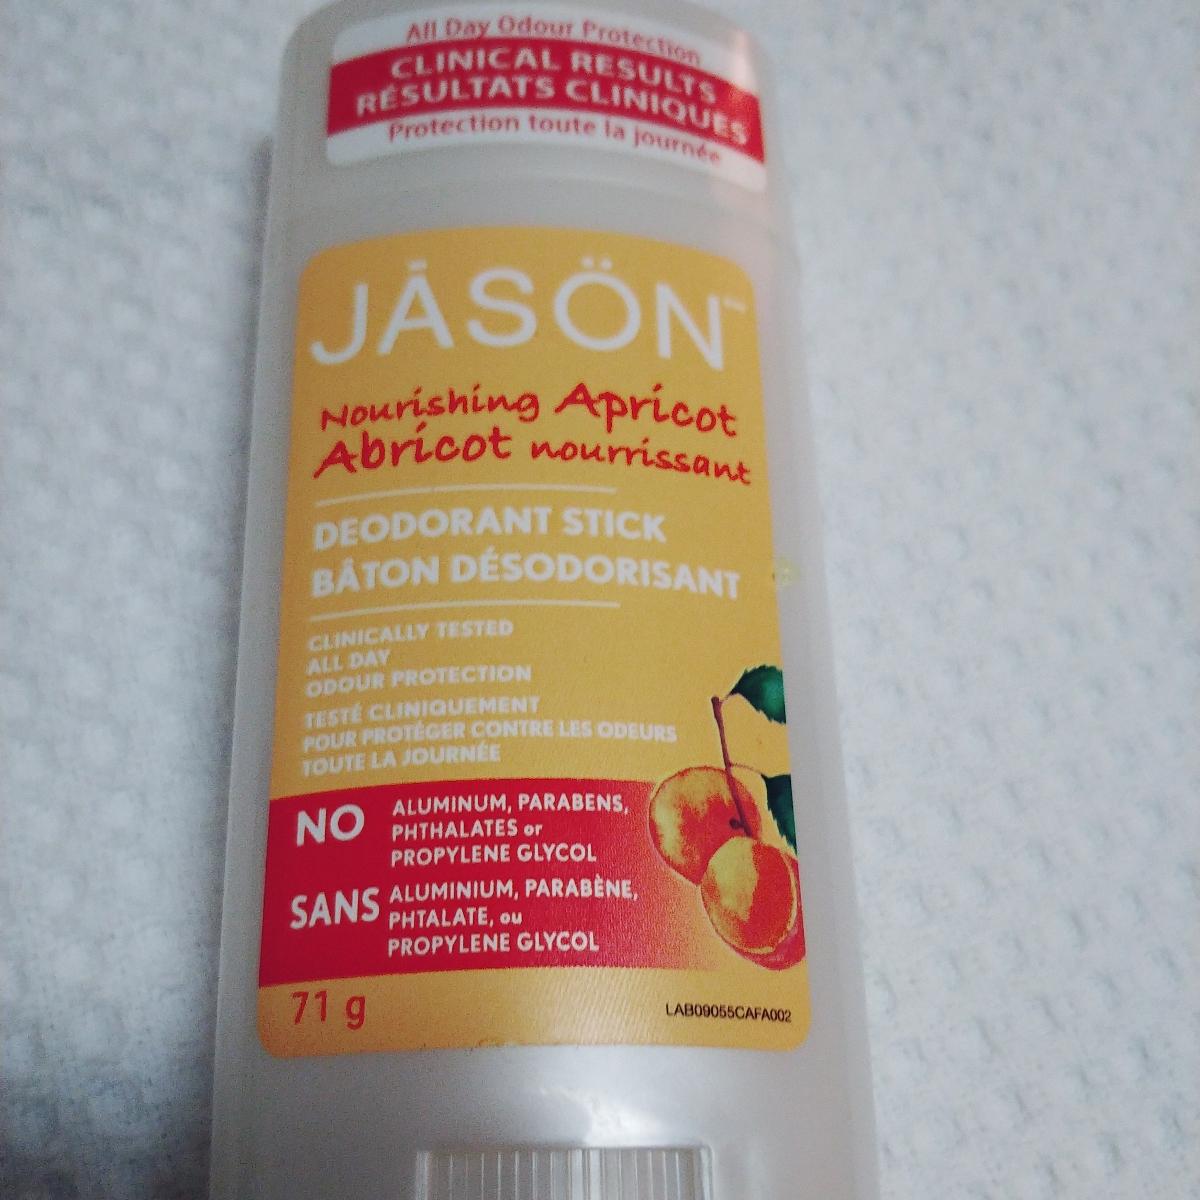 All Day Odour Protection
CLINICAL RESULTS
RÉSULTATS CLINIQUES
Protection toute la journée
JĀSÖN™
Nourishing Apricot
Abricot nourrissant
DEODORANT STICK
BÂTON DÉSODORISANT
CLINICALLY TESTED
ALL DAY
ODOUR PROTECTION
TESTÉ CLINIQUEMENT
POUR PROTÉGER CONTRE LES ODEURS
TOUTE LA JOURNÉE
NO ALUMINUM, PARABENS,
PHTHALATES or
PROPYLENE GLYCOL
SANS ALUMINIUM, PARABÈNE,
PHTALATE, ou
PROPYLENE GLYCOL
71 g
LAB09055CAFA002